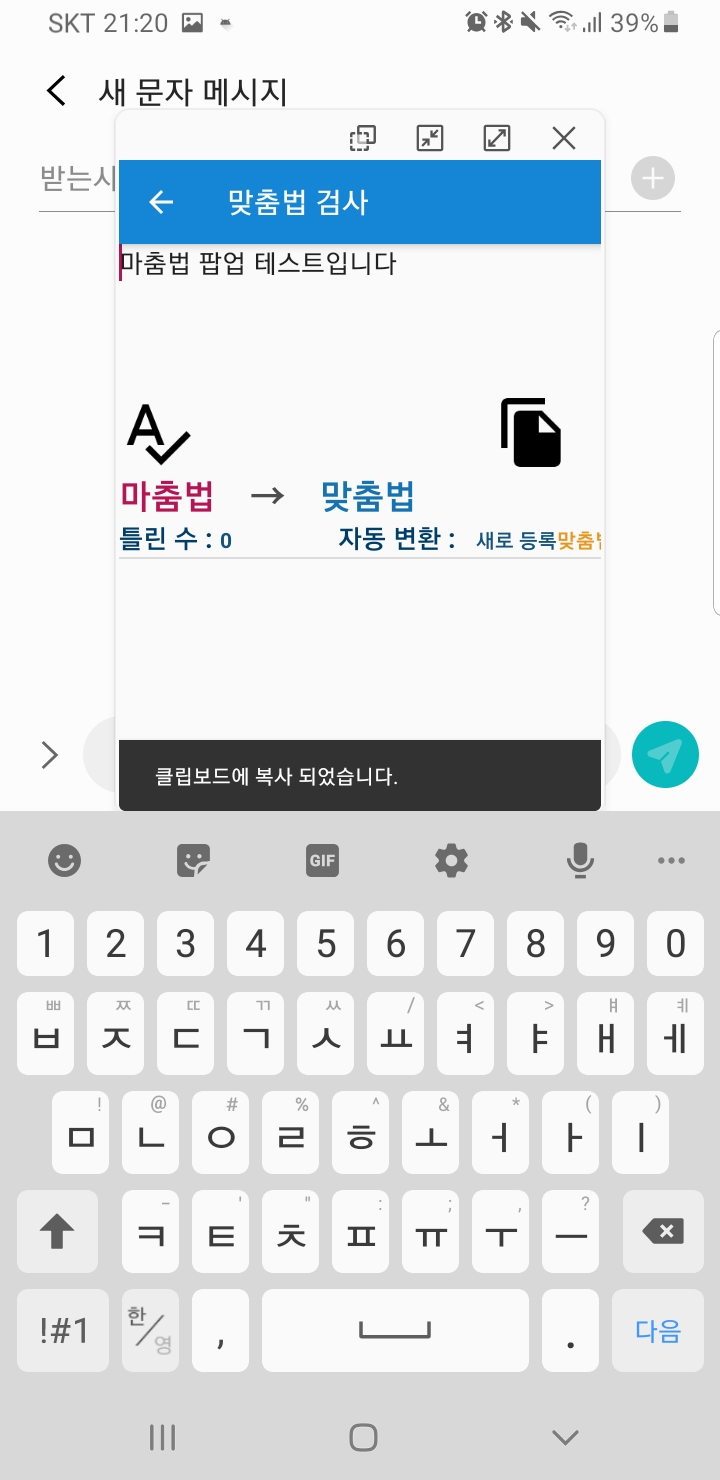 SKT 21:20 39%
새 문자 메시지
받는사
맞춤법 검사
마춤법 팝업 테스트입니다
마춤법 → 맞춤법
틀린 수 : 0 자동 변환 : 새로 등록맞춤법
클립보드에 복사 되었습니다.
GIF
1 2 3 4 5 6 7 8 9 0
ㅃ ㅉ ㄸ ㄲ ㅆ / < > ㅒ ㅖ
ㅂ ㅈ ㄷ ㄱ ㅅ ㅛ ㅕ ㅑ ㅐ ㅔ
! @ # % ^ & * ( )
ㅁ ㄴ ㅇ ㄹ ㅎ ㅗ ㅓ ㅏ ㅣ
- ' " : ; , ?
ㅋ ㅌ ㅊ ㅍ ㅠ ㅜ ㅡ
!#1 한/영 , . 다음